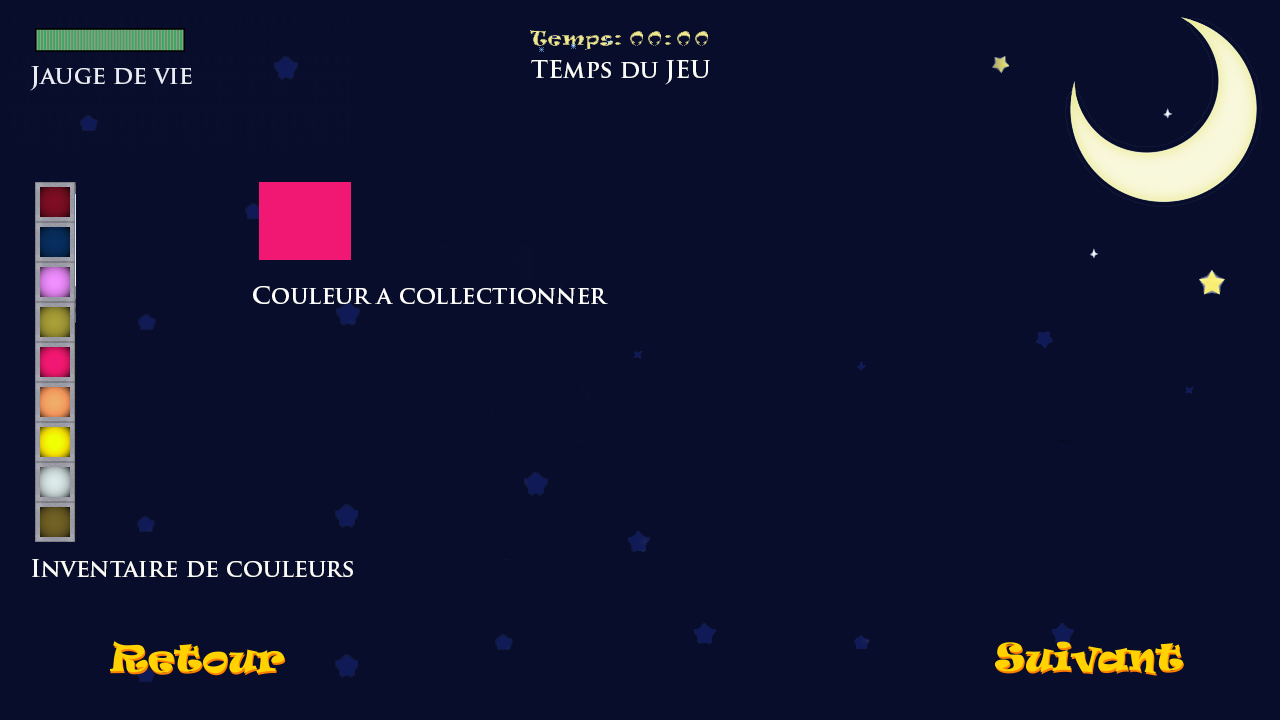 Temps: 00:00
Jauge de vie
TEMPS DU JEU
Couleur a collectionner
Inventaire de couleurs
Retour
Suivant